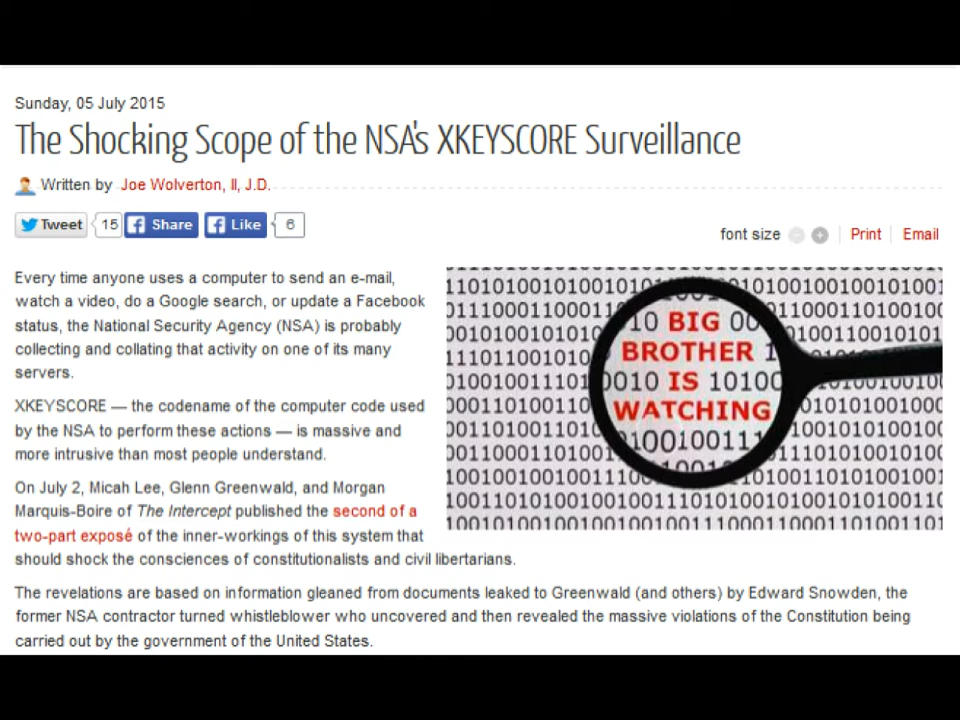 Sunday, 05 July 2015
The Shocking Scope of the NSA's XKEYSCORE Surveillance
Written by Joe Wolverton, II, J.D.
Tweet 15 Share Like 6
font size Print Email
Every time anyone uses a computer to send an e-mail,
watch a video, do a Google search, or update a Facebook
status, the National Security Agency (NSA) is probably
collecting and collating that activity on one of its many
servers.
XKEYSCORE — the codename of the computer code used
by the NSA to perform these actions — is massive and
more intrusive than most people understand.
On July 2, Micah Lee, Glenn Greenwald, and Morgan
Marquis-Boire of The Intercept published the second of a
two-part exposé of the inner-workings of this system that
should shock the consciences of constitutionalists and civil libertarians.
The revelations are based on information gleaned from documents leaked to Greenwald (and others) by Edward Snowden, the
former NSA contractor turned whistleblower who uncovered and then revealed the massive violations of the Constitution being
carried out by the government of the United States.
BIG
BROTHER
IS
WATCHING